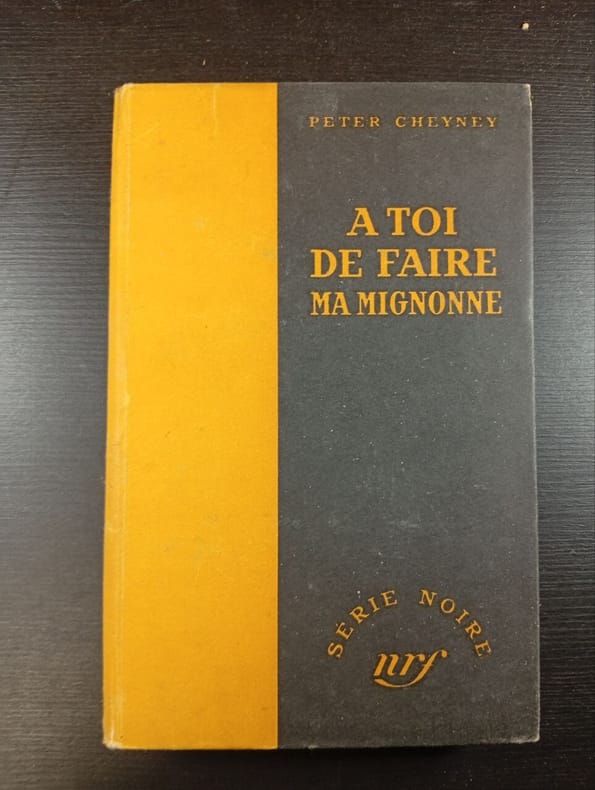 PETER CHEYNEY
A TOI
DE FAIRE
MA MIGNONNE
SÉRIE NOIRE
nrf